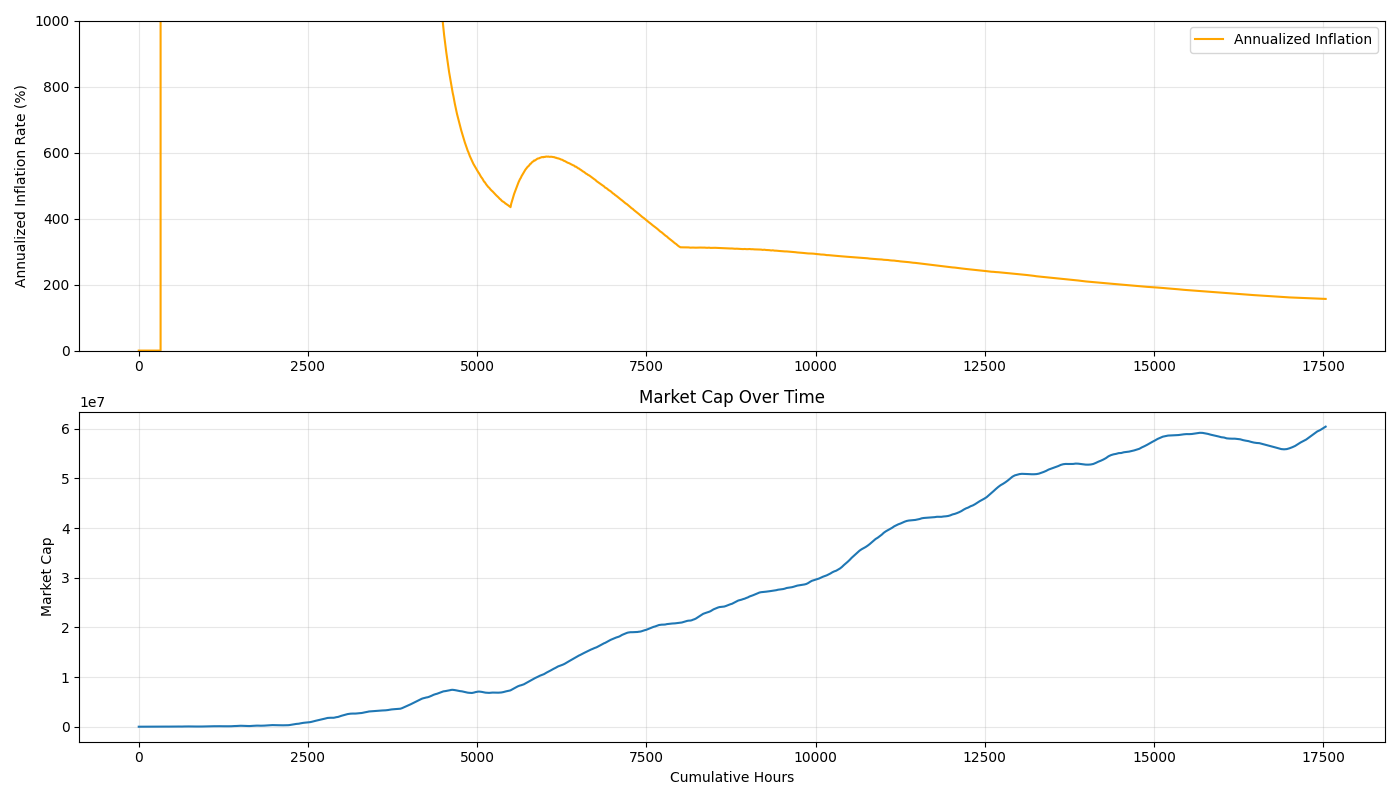 1000
800
600
400
200
0
Annualized Inflation Rate (%)
Annualized Inflation
0 2500 5000 7500 10000 12500 15000 17500
Market Cap Over Time
1e7
6
5
4
3
2
1
0
Market Cap
0 2500 5000 7500 10000 12500 15000 17500
Cumulative Hours